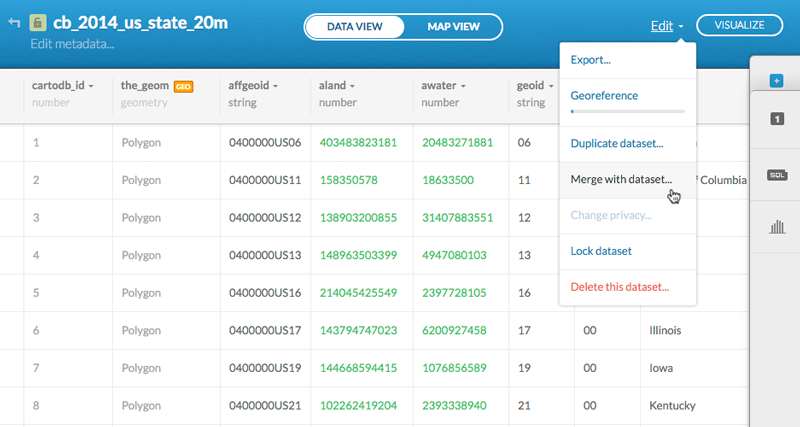 cb_2014_us_state_20m
Edit metadata...
DATA VIEW MAP VIEW
Edit
VISUALIZE
Export...
Georeference
Duplicate dataset...
Merge with dataset...
Change privacy...
Lock dataset
Delete this dataset...
cartodb_id the_geom GEO affgeoid aland awater geoid
number geometry string number number string
1 Polygon 0400000US06 403483823181 20483271881 06
2 Polygon 0400000US11 158350578 18633500 11 of Columbia
3 Polygon 0400000US12 138903200855 31407883551 12
4 Polygon 0400000US13 148963503399 4947080103 13
5 Polygon 0400000US16 214045425549 2397728105 16
6 Polygon 0400000US17 143794747023 6200927458 17 00 Illinois
7 Polygon 0400000US19 144668594415 1076856589 19 00 Iowa
8 Polygon 0400000US21 102262419204 2393338940 21 00 Kentucky
1
SQL